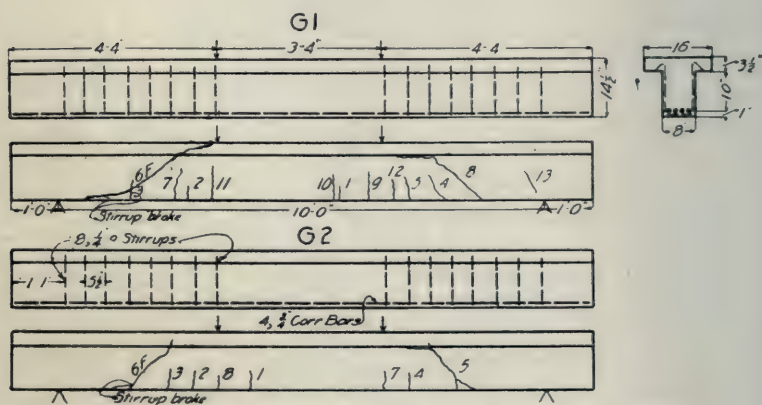 G1
4'-4" 3'-4" 4'-4"
16
3½"
10"
1"
8
14½"
6F 7 2 11 10 1 9 12 5 4 8 13
1'-0" 10'-0" 1'-0"
Stirrup broke
G2
8, ¼" Stirrups
1'-1" 5½"
4, ¾" Corr Bars
6F 3 2 8 1 7 4 5
Stirrup broke